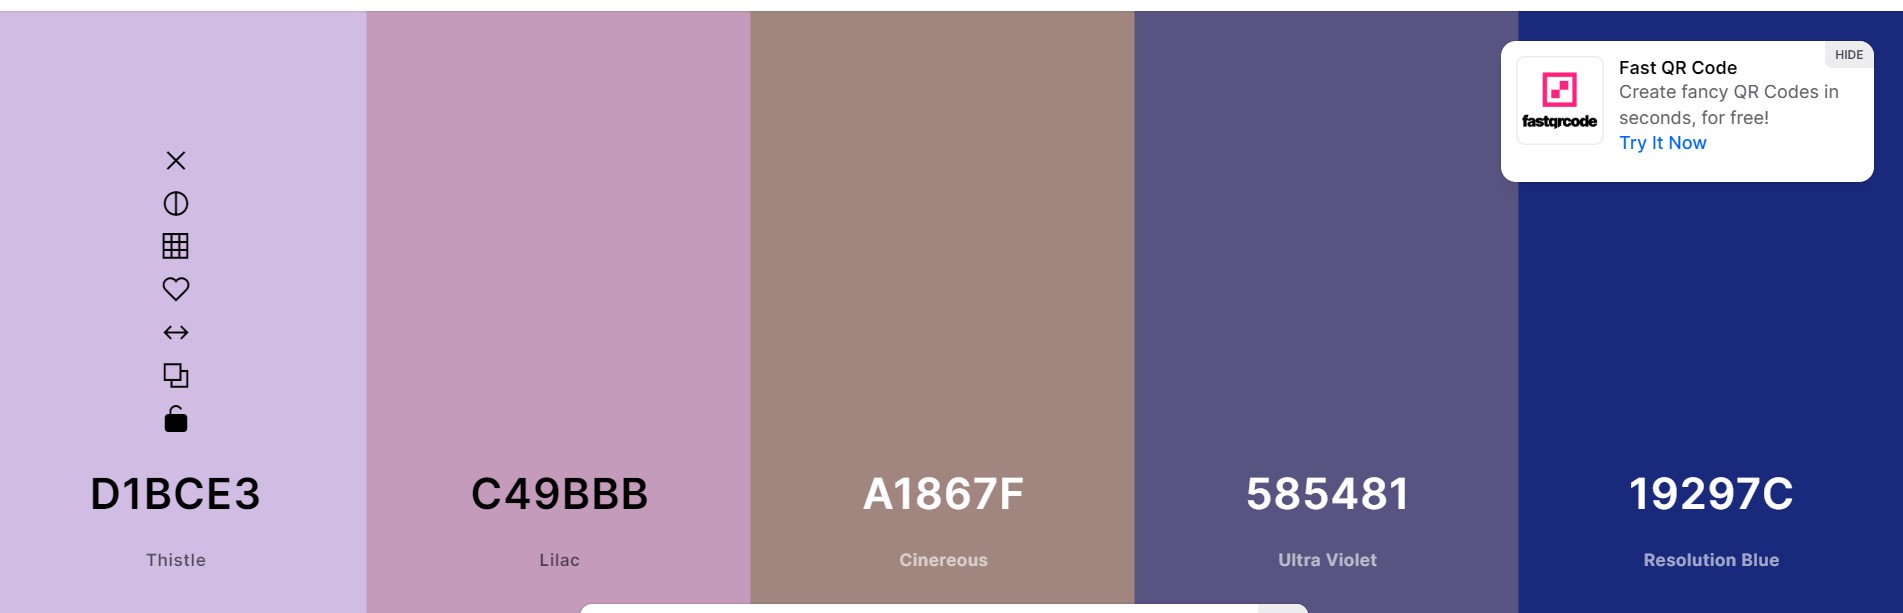 HIDE
Fast QR Code
Create fancy QR Codes in
seconds, for free!
Try It Now
fastqrcode
D1BCE3
C49BBB
A1867F
585481
19297C
Thistle
Lilac
Cinereous
Ultra Violet
Resolution Blue